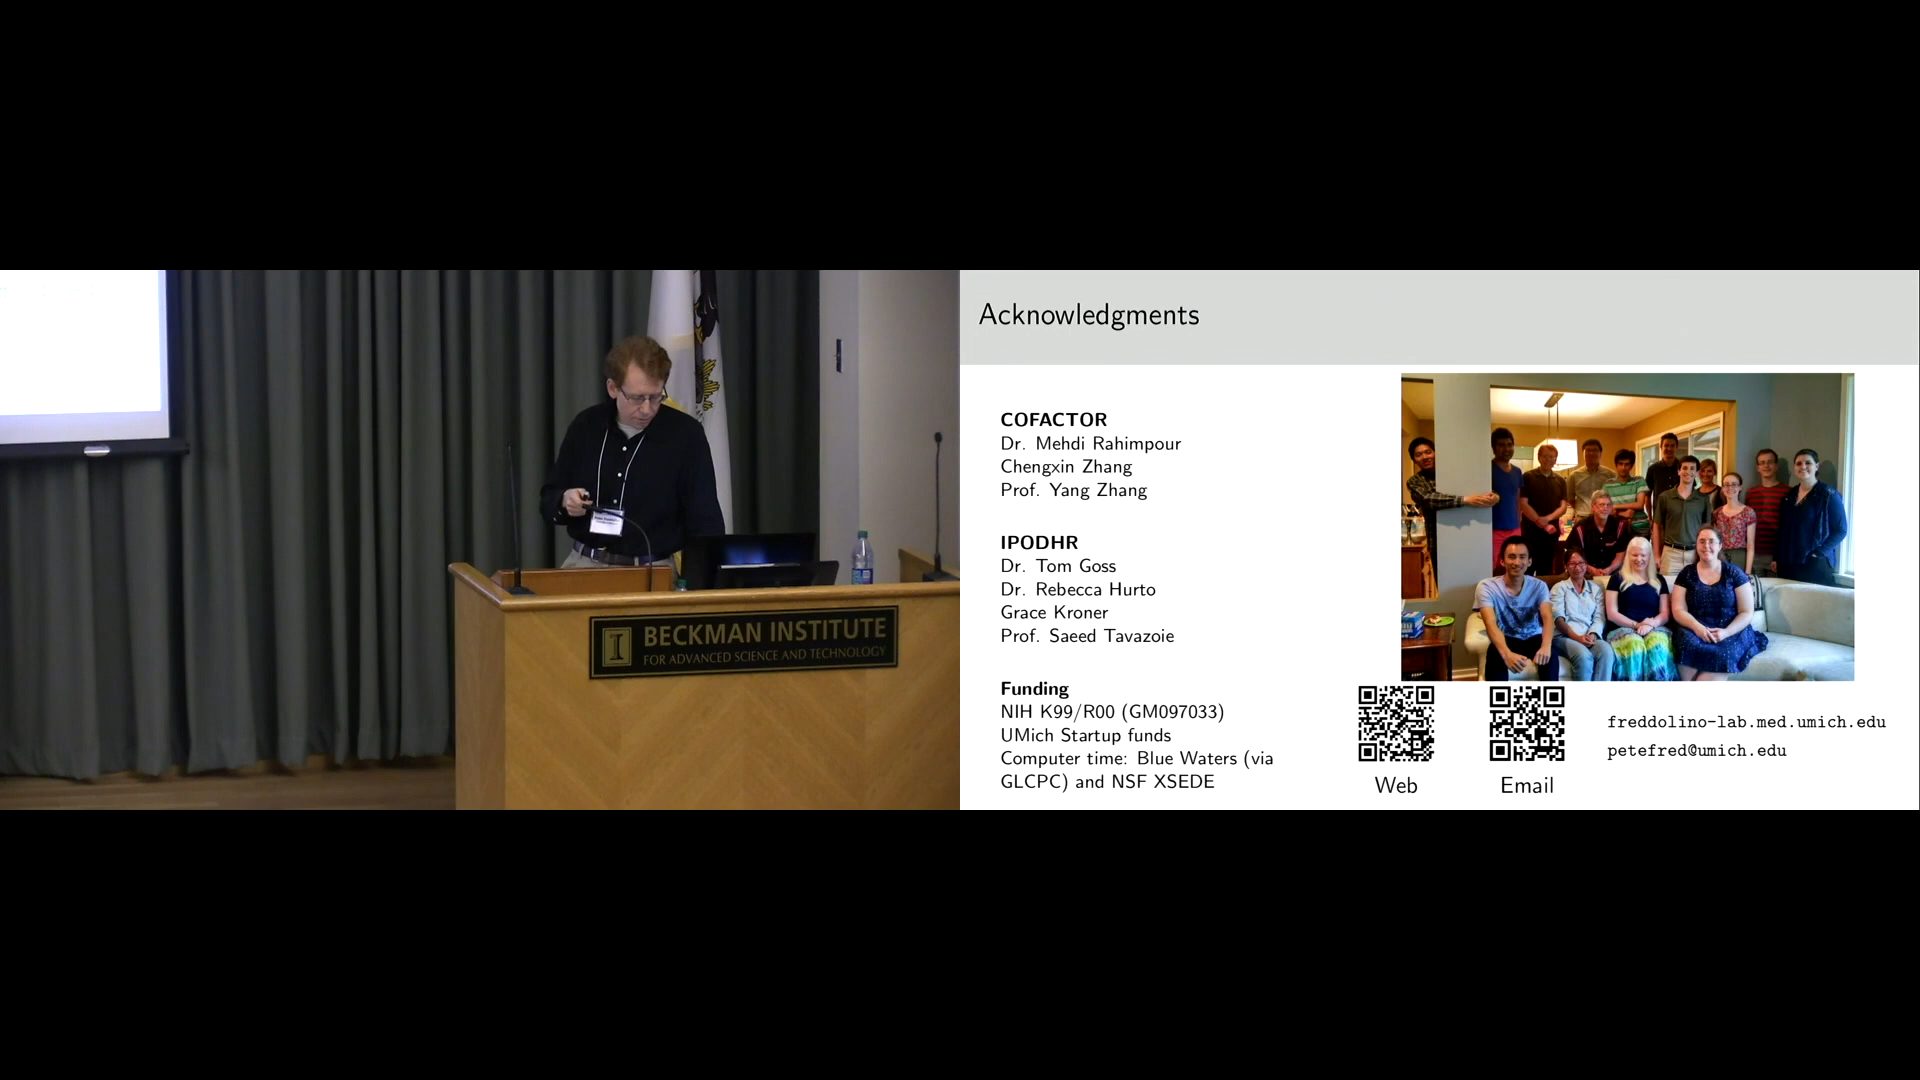 BECKMAN INSTITUTE
FOR ADVANCED SCIENCE AND TECHNOLOGY
Acknowledgments
COFACTOR
Dr. Mehdi Rahimpour
Chengxin Zhang
Prof. Yang Zhang
IPODHR
Dr. Tom Goss
Dr. Rebecca Hurto
Grace Kroner
Prof. Saeed Tavazoie
Funding
NIH K99/R00 (GM097033)
UMich Startup funds
Computer time: Blue Waters (via
GLCPC) and NSF XSEDE
Web
Email
freddolino-lab.med.umich.edu
petefred@umich.edu